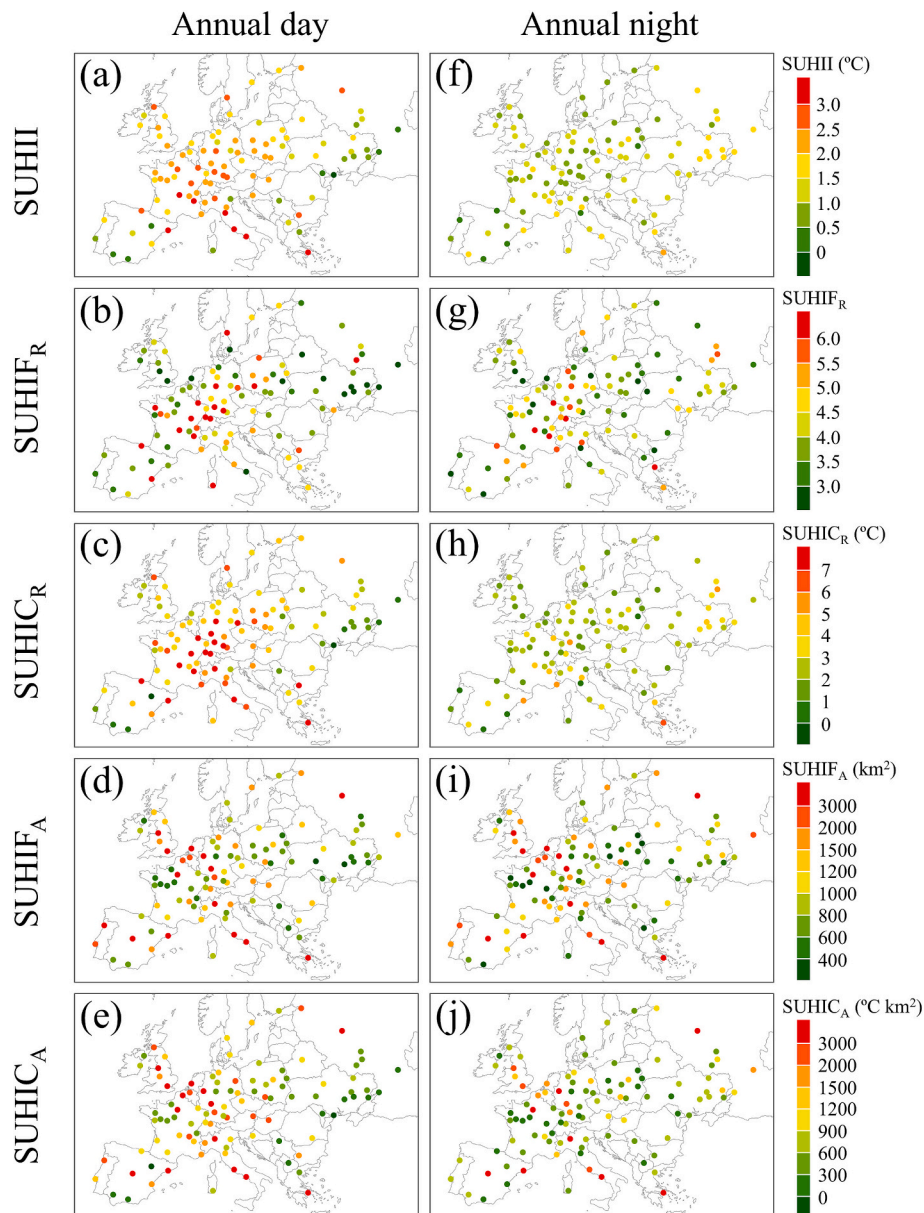 Annual day
Annual night
SUHII
(a)
(f)
SUHII (ºC)
3.0
2.5
2.0
1.5
1.0
0.5
0
SUHIF_R
(b)
(g)
SUHIF_R
6.0
5.5
5.0
4.5
4.0
3.5
3.0
SUHIC_R
(c)
(h)
SUHIC_R (ºC)
7
6
5
4
3
2
1
0
SUHIF_A
(d)
(i)
SUHIF_A (km²)
3000
2000
1500
1200
1000
800
600
400
SUHIC_A
(e)
(j)
SUHIC_A (ºC km²)
3000
2000
1500
1200
900
600
300
0